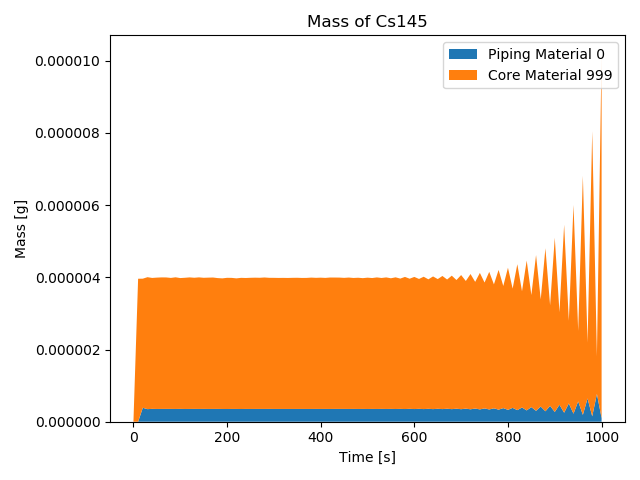 Mass of Cs145
Piping Material 0
Core Material 999
0.000010
0.000008
0.000006
0.000004
0.000002
0.000000
Mass [g]
0 200 400 600 800 1000
Time [s]